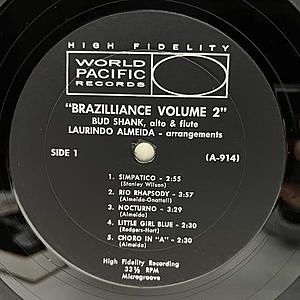 HIGH FIDELITY
WORLD
PACIFIC
RECORDS
"BRAZILLIANCE VOLUME 2"
BUD SHANK, alto & flute
LAURINDO ALMEIDA - arrangements
SIDE 1 (A-914)
1. SIMPATICO - 2:55
(Stanley Wilson)
2. RIO RHAPSODY - 3:57
(Almeida-Gnattali)
3. NOCTURNO - 3:29
(Almeida)
4. LITTLE GIRL BLUE - 2:30
(Rodgers-Hart)
5. CHORO IN "A" - 2:30
(Almeida)
High Fidelity Recording
33 1/3 RPM
Microgroove